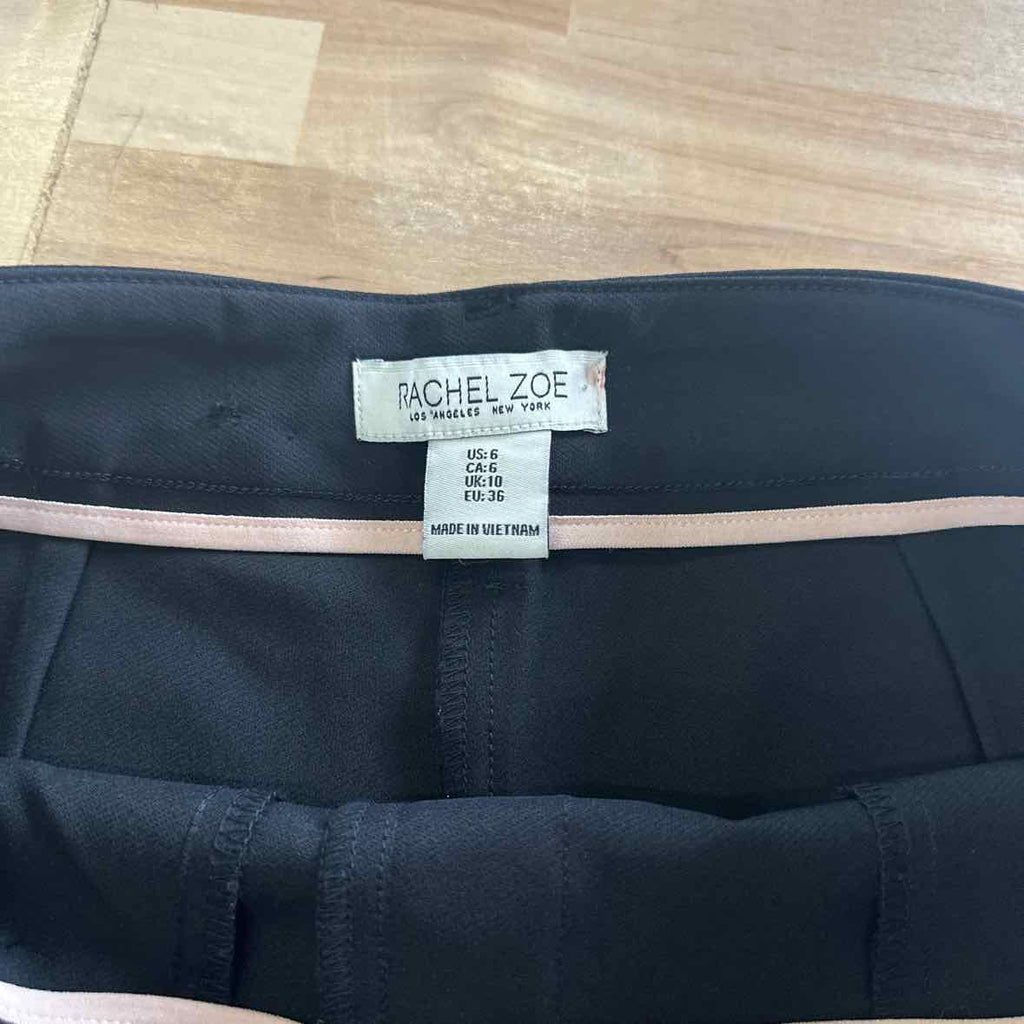 RACHEL ZOE
LOS ANGELES NEW YORK
US: 6
CA: 6
UK: 10
EU: 36
MADE IN VIETNAM